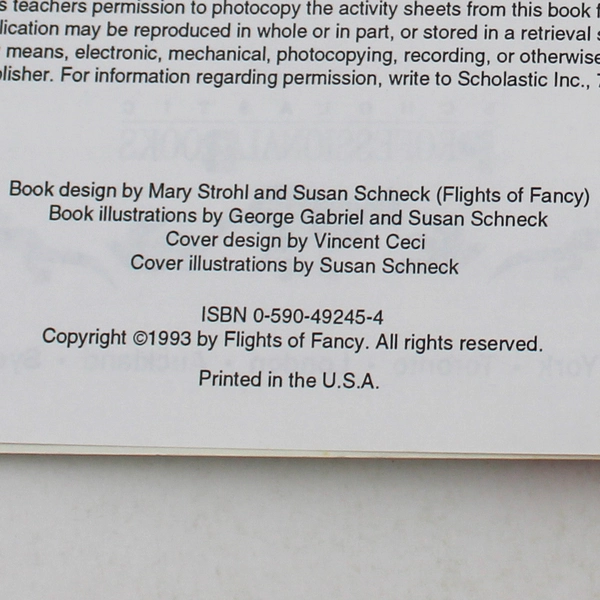 teachers permission to photocopy the activity sheets from this book
may be reproduced in whole or in part, or stored in a retrieval
means, electronic, mechanical, photocopying, recording, or otherwise
For information regarding permission, write to Scholastic Inc.,
Book design by Mary Strohl and Susan Schneck (Flights of Fancy)
Book illustrations by George Gabriel and Susan Schneck
Cover design by Vincent Ceci
Cover illustrations by Susan Schneck
ISBN 0-590-49245-4
Copyright ©1993 by Flights of Fancy. All rights reserved.
Printed in the U.S.A.